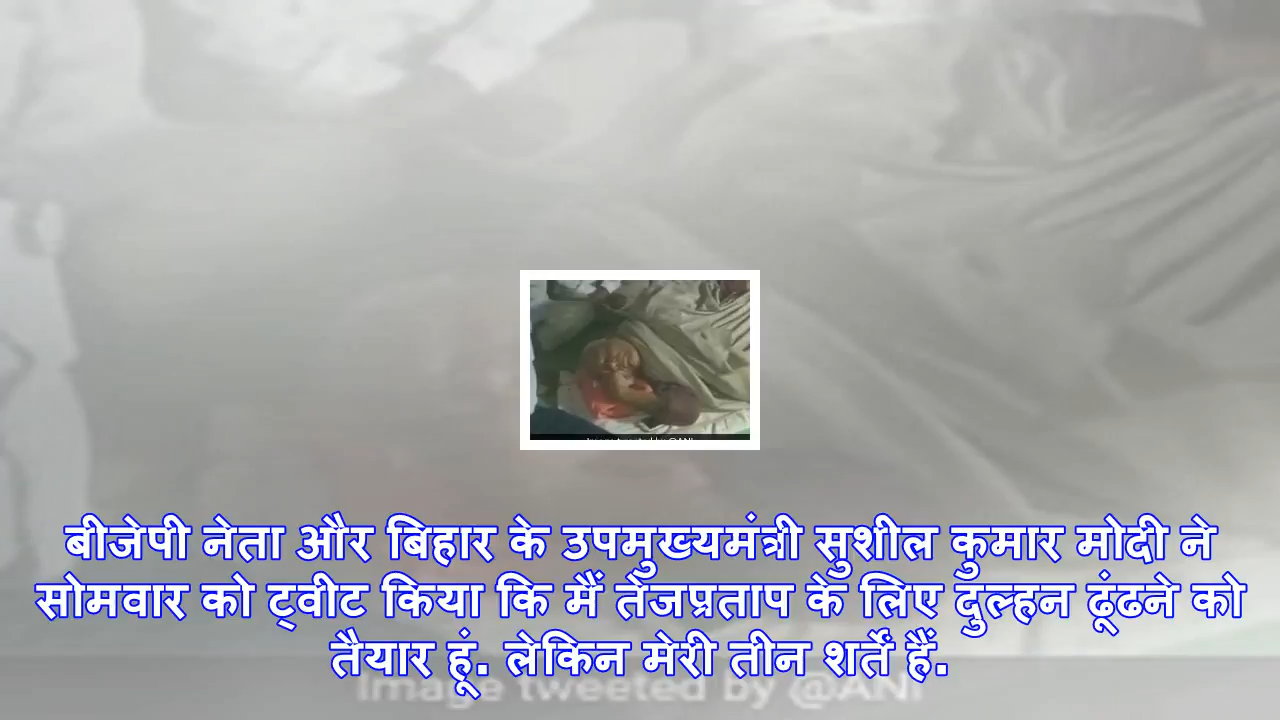 बीजेपी नेता और बिहार के उपमुख्यमंत्री सुशील कुमार मोदी ने
सोमवार को ट्वीट किया कि मैं तेजप्रताप के लिए दुल्हन ढूंढने को
तैयार हूं. लेकिन मेरी तीन शर्तें हैं.
Image tweeted by @ANI